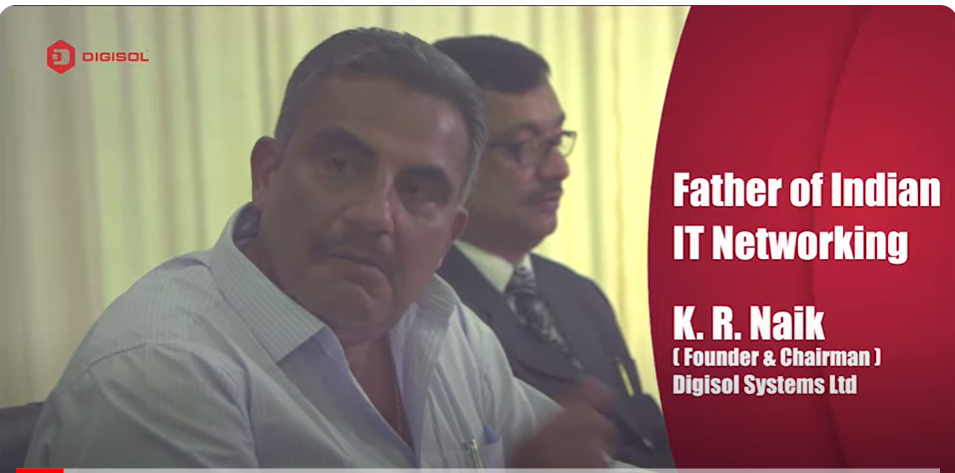 DIGISOL
Father of Indian
IT Networking
K. R. Naik
( Founder & Chairman )
Digisol Systems Ltd